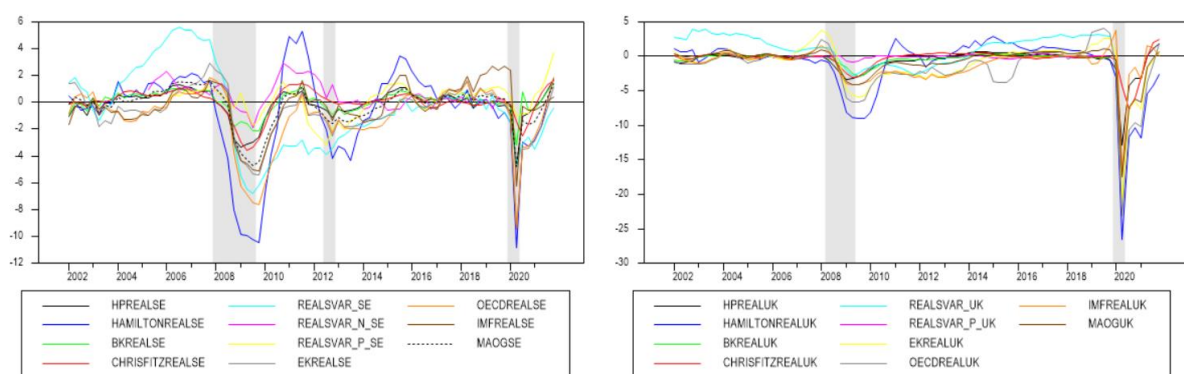 6
4
2
0
-2
-4
-6
-8
-10
-12
2002 2004 2006 2008 2010 2012 2014 2016 2018 2020
HPREALSE REALSVAR_SE OECDREALSE
HAMILTONREALSE REALSVAR_N_SE IMFREALSE
BKREALSE REALSVAR_P_SE MAOGSE
CHRISFITZREALSE EKREALSE
5
0
-5
-10
-15
-20
-25
-30
2002 2004 2006 2008 2010 2012 2014 2016 2018 2020
HPREALUK REALSVAR_UK IMFREALUK
HAMILTONREALUK REALSVAR_P_UK MAOGUK
BKREALUK EKREALUK
CHRISFITZREALUK OECDREALUK